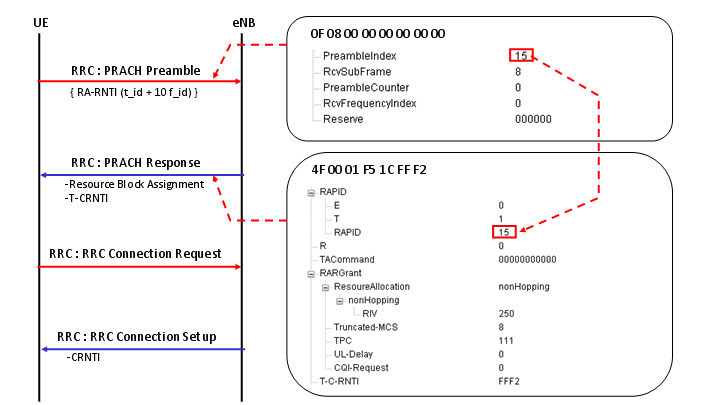 UE
eNB
RRC : PRACH Preamble
{ RA-RNTI (t_id + 10 f_id) }
RRC : PRACH Response
-Resource Block Assignment
-T-CRNTI
RRC : RRC Connection Request
RRC : RRC Connection Setup
-CRNTI
0F 08 00 00 00 00 00 00
PreambleIndex 15
RcvSubFrame 8
PreambleCounter 0
RcvFrequencyIndex 0
Reserve 000000
4F 00 01 F5 1C FF F2
RAPID
E 0
T 1
RAPID 15
R 0
TACommand 00000000000
RARGrant
ResoureAllocation nonHopping
nonHopping
RIV 250
Truncated-MCS 8
TPC 111
UL-Delay 0
CQI-Request 0
T-C-RNTI FFF2